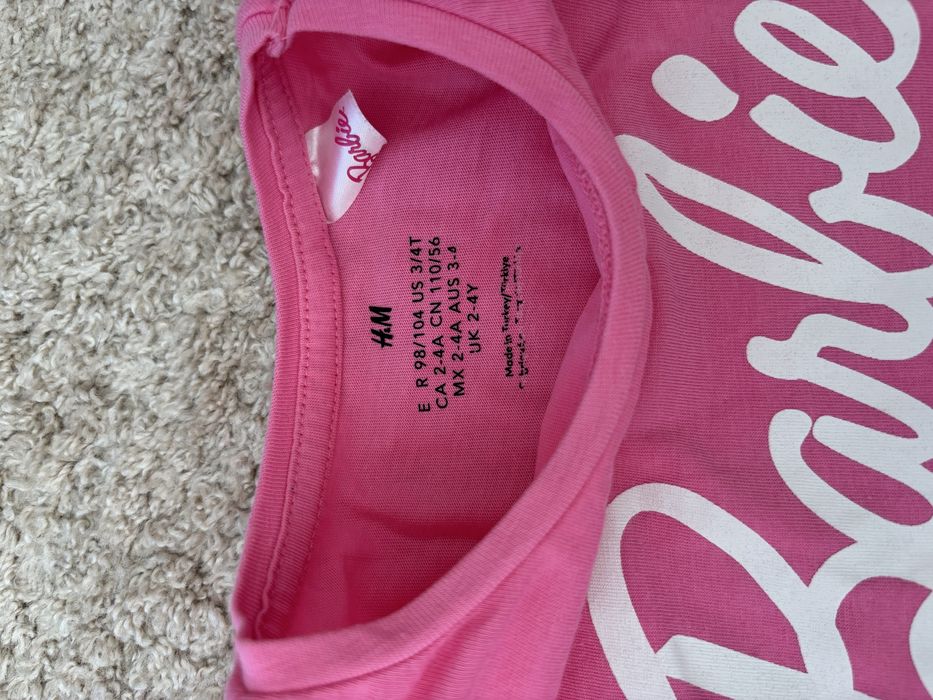 Barbie
H&M
E R 98/104 US 3/4T
CA 2-4A CN 110/56
MX 2-4A AUS 3-4
UK 2-4Y
Made in Turkey/Türkiye
Barbie